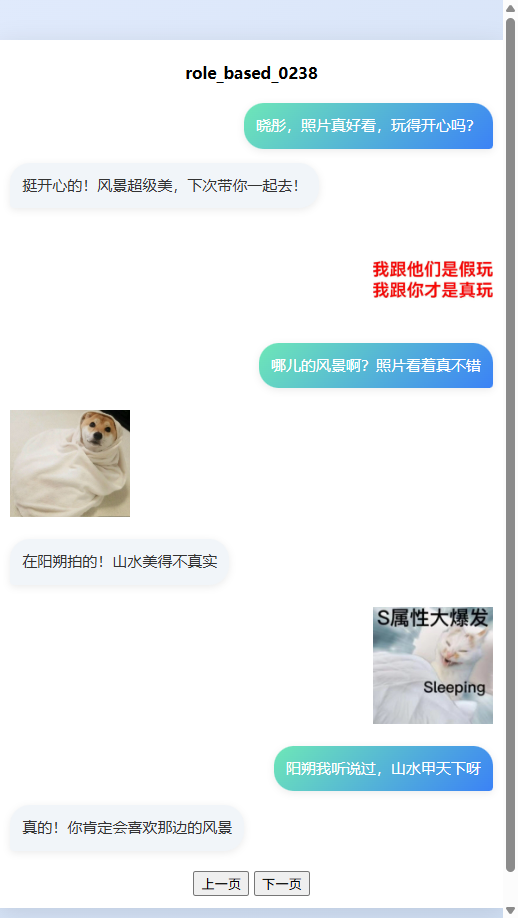 role_based_0238
晓彤，照片真好看，玩得开心吗？
挺开心的！风景超级美，下次带你一起去！
我跟他们是假玩
我跟你才是真玩
哪儿的风景啊？照片看着真不错
在阳朔拍的！山水美得不真实
S属性大爆发
Sleeping
阳朔我听说过，山水甲天下呀
真的！你肯定会喜欢那边的风景
上一页 下一页